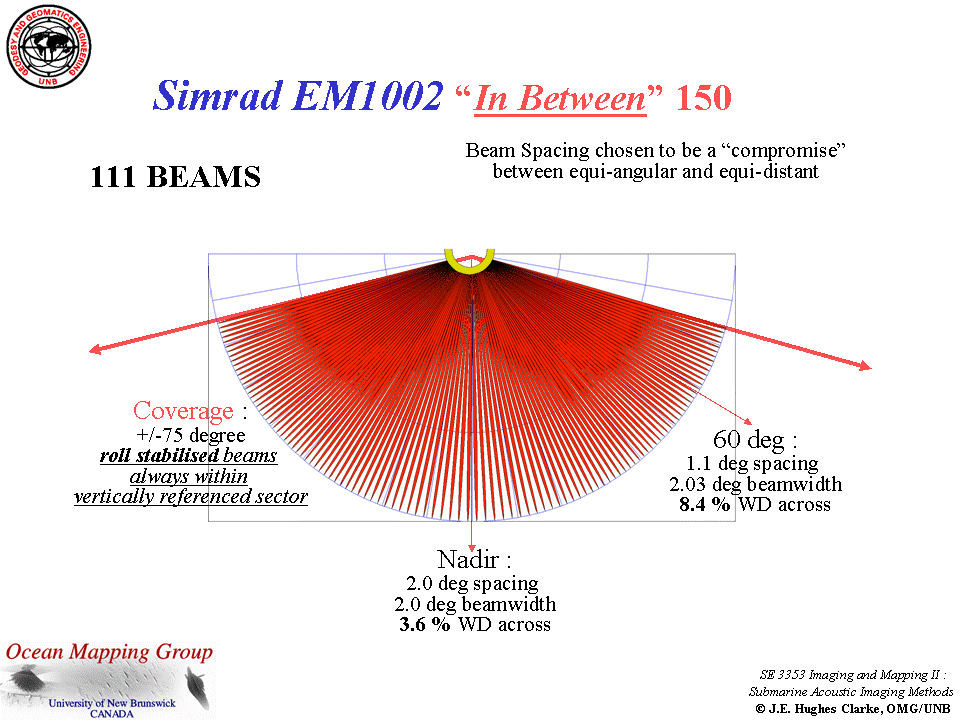 GEODESY AND GEOMATICS ENGINEERING
UNB
Simrad EM1002 “In Between” 150
Beam Spacing chosen to be a “compromise”
between equi-angular and equi-distant
111 BEAMS
Coverage :
+/-75 degree
roll stabilised beams
always within
vertically referenced sector
60 deg :
1.1 deg spacing
2.03 deg beamwidth
8.4 % WD across
Nadir :
2.0 deg spacing
2.0 deg beamwidth
3.6 % WD across
Ocean Mapping Group
University of New Brunswick
CANADA
SE 3353 Imaging and Mapping II :
Submarine Acoustic Imaging Methods
© J.E. Hughes Clarke, OMG/UNB